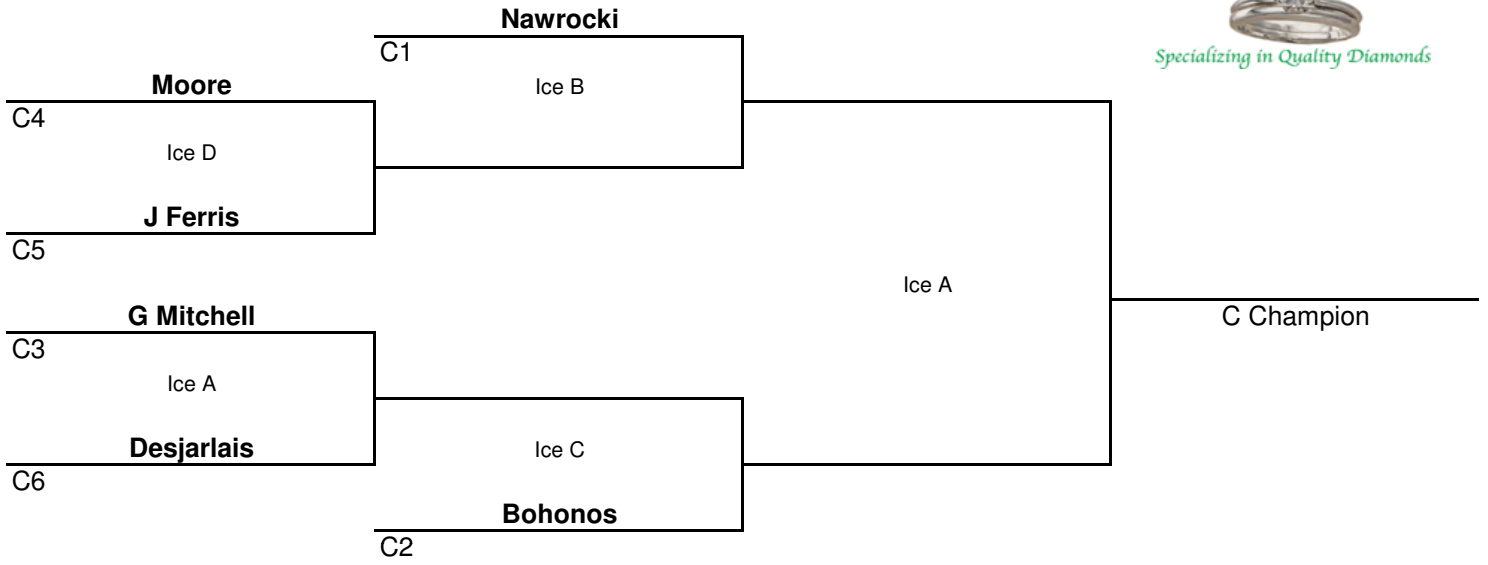 Nawrocki
C1
Specializing in Quality Diamonds
Moore
Ice B
C4
Ice D
J Ferris
C5
Ice A
G Mitchell
C Champion
C3
Ice A
Desjarlais
Ice C
C6
Bohonos
C2